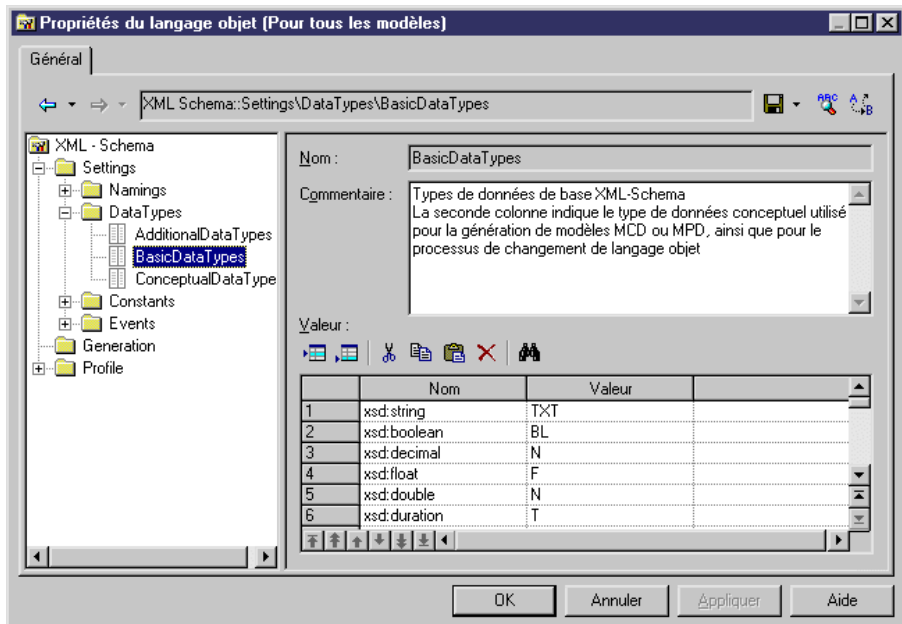 Propriétés du langage objet (Pour tous les modèles)
Général
XML Schema::Settings\DataTypes\BasicDataTypes
ABC
A
B
XML - Schema
Settings
Namings
DataTypes
AdditionalDataTypes
BasicDataTypes
ConceptualDataType
Constants
Events
Generation
Profile
Nom :
BasicDataTypes
Commentaire :
Types de données de base XML-Schema
La seconde colonne indique le type de données conceptuel utilisé
pour la génération de modèles MCD ou MPD, ainsi que pour le
processus de changement de langage objet
Valeur :
Nom Valeur
1 xsd:string TXT
2 xsd:boolean BL
3 xsd:decimal N
4 xsd:float F
5 xsd:double N
6 xsd:duration T
OK Annuler Appliquer Aide